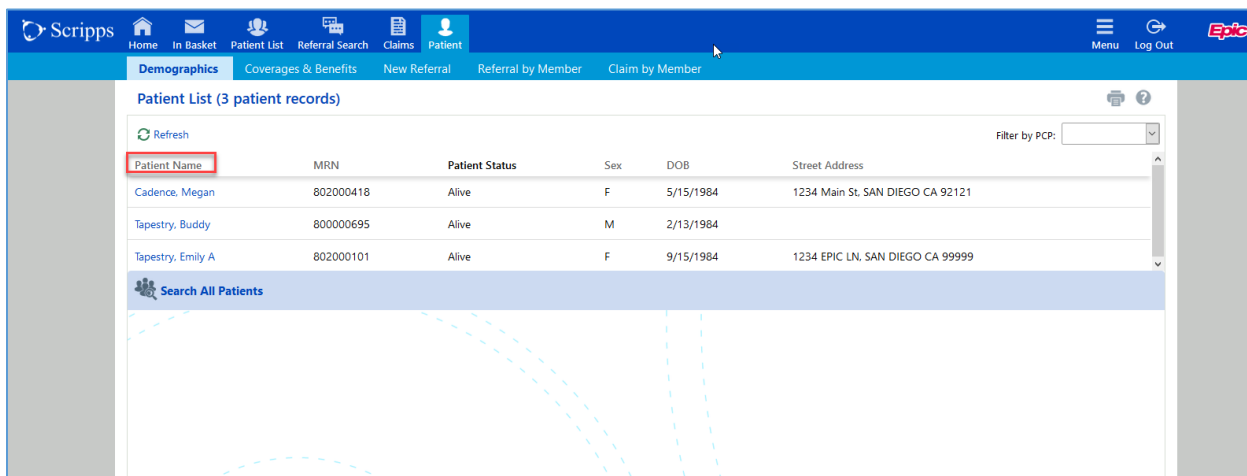 Scripps Home In Basket Patient List Referral Search Claims Patient Menu Log Out Epic
Demographics Coverages & Benefits New Referral Referral by Member Claim by Member
Patient List (3 patient records)
Refresh Filter by PCP:
Patient Name MRN Patient Status Sex DOB Street Address
Cadence, Megan 802000418 Alive F 5/15/1984 1234 Main St, SAN DIEGO CA 92121
Tapestry, Buddy 800000695 Alive M 2/13/1984
Tapestry, Emily A 802000101 Alive F 9/15/1984 1234 EPIC LN, SAN DIEGO CA 99999
Search All Patients